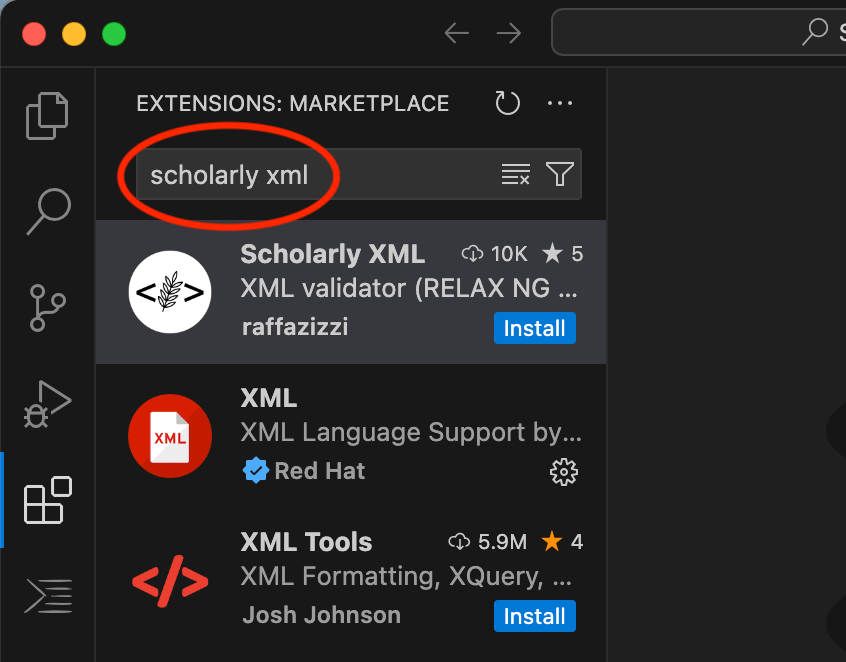 S
EXTENSIONS: MARKETPLACE
scholarly xml
Scholarly XML 10K ★ 5
XML validator (RELAX NG ...
raffazizzi
Install
XML
XML
XML Language Support by...
Red Hat
XML Tools 5.9M ★ 4
XML Formatting, XQuery, ...
Josh Johnson
Install